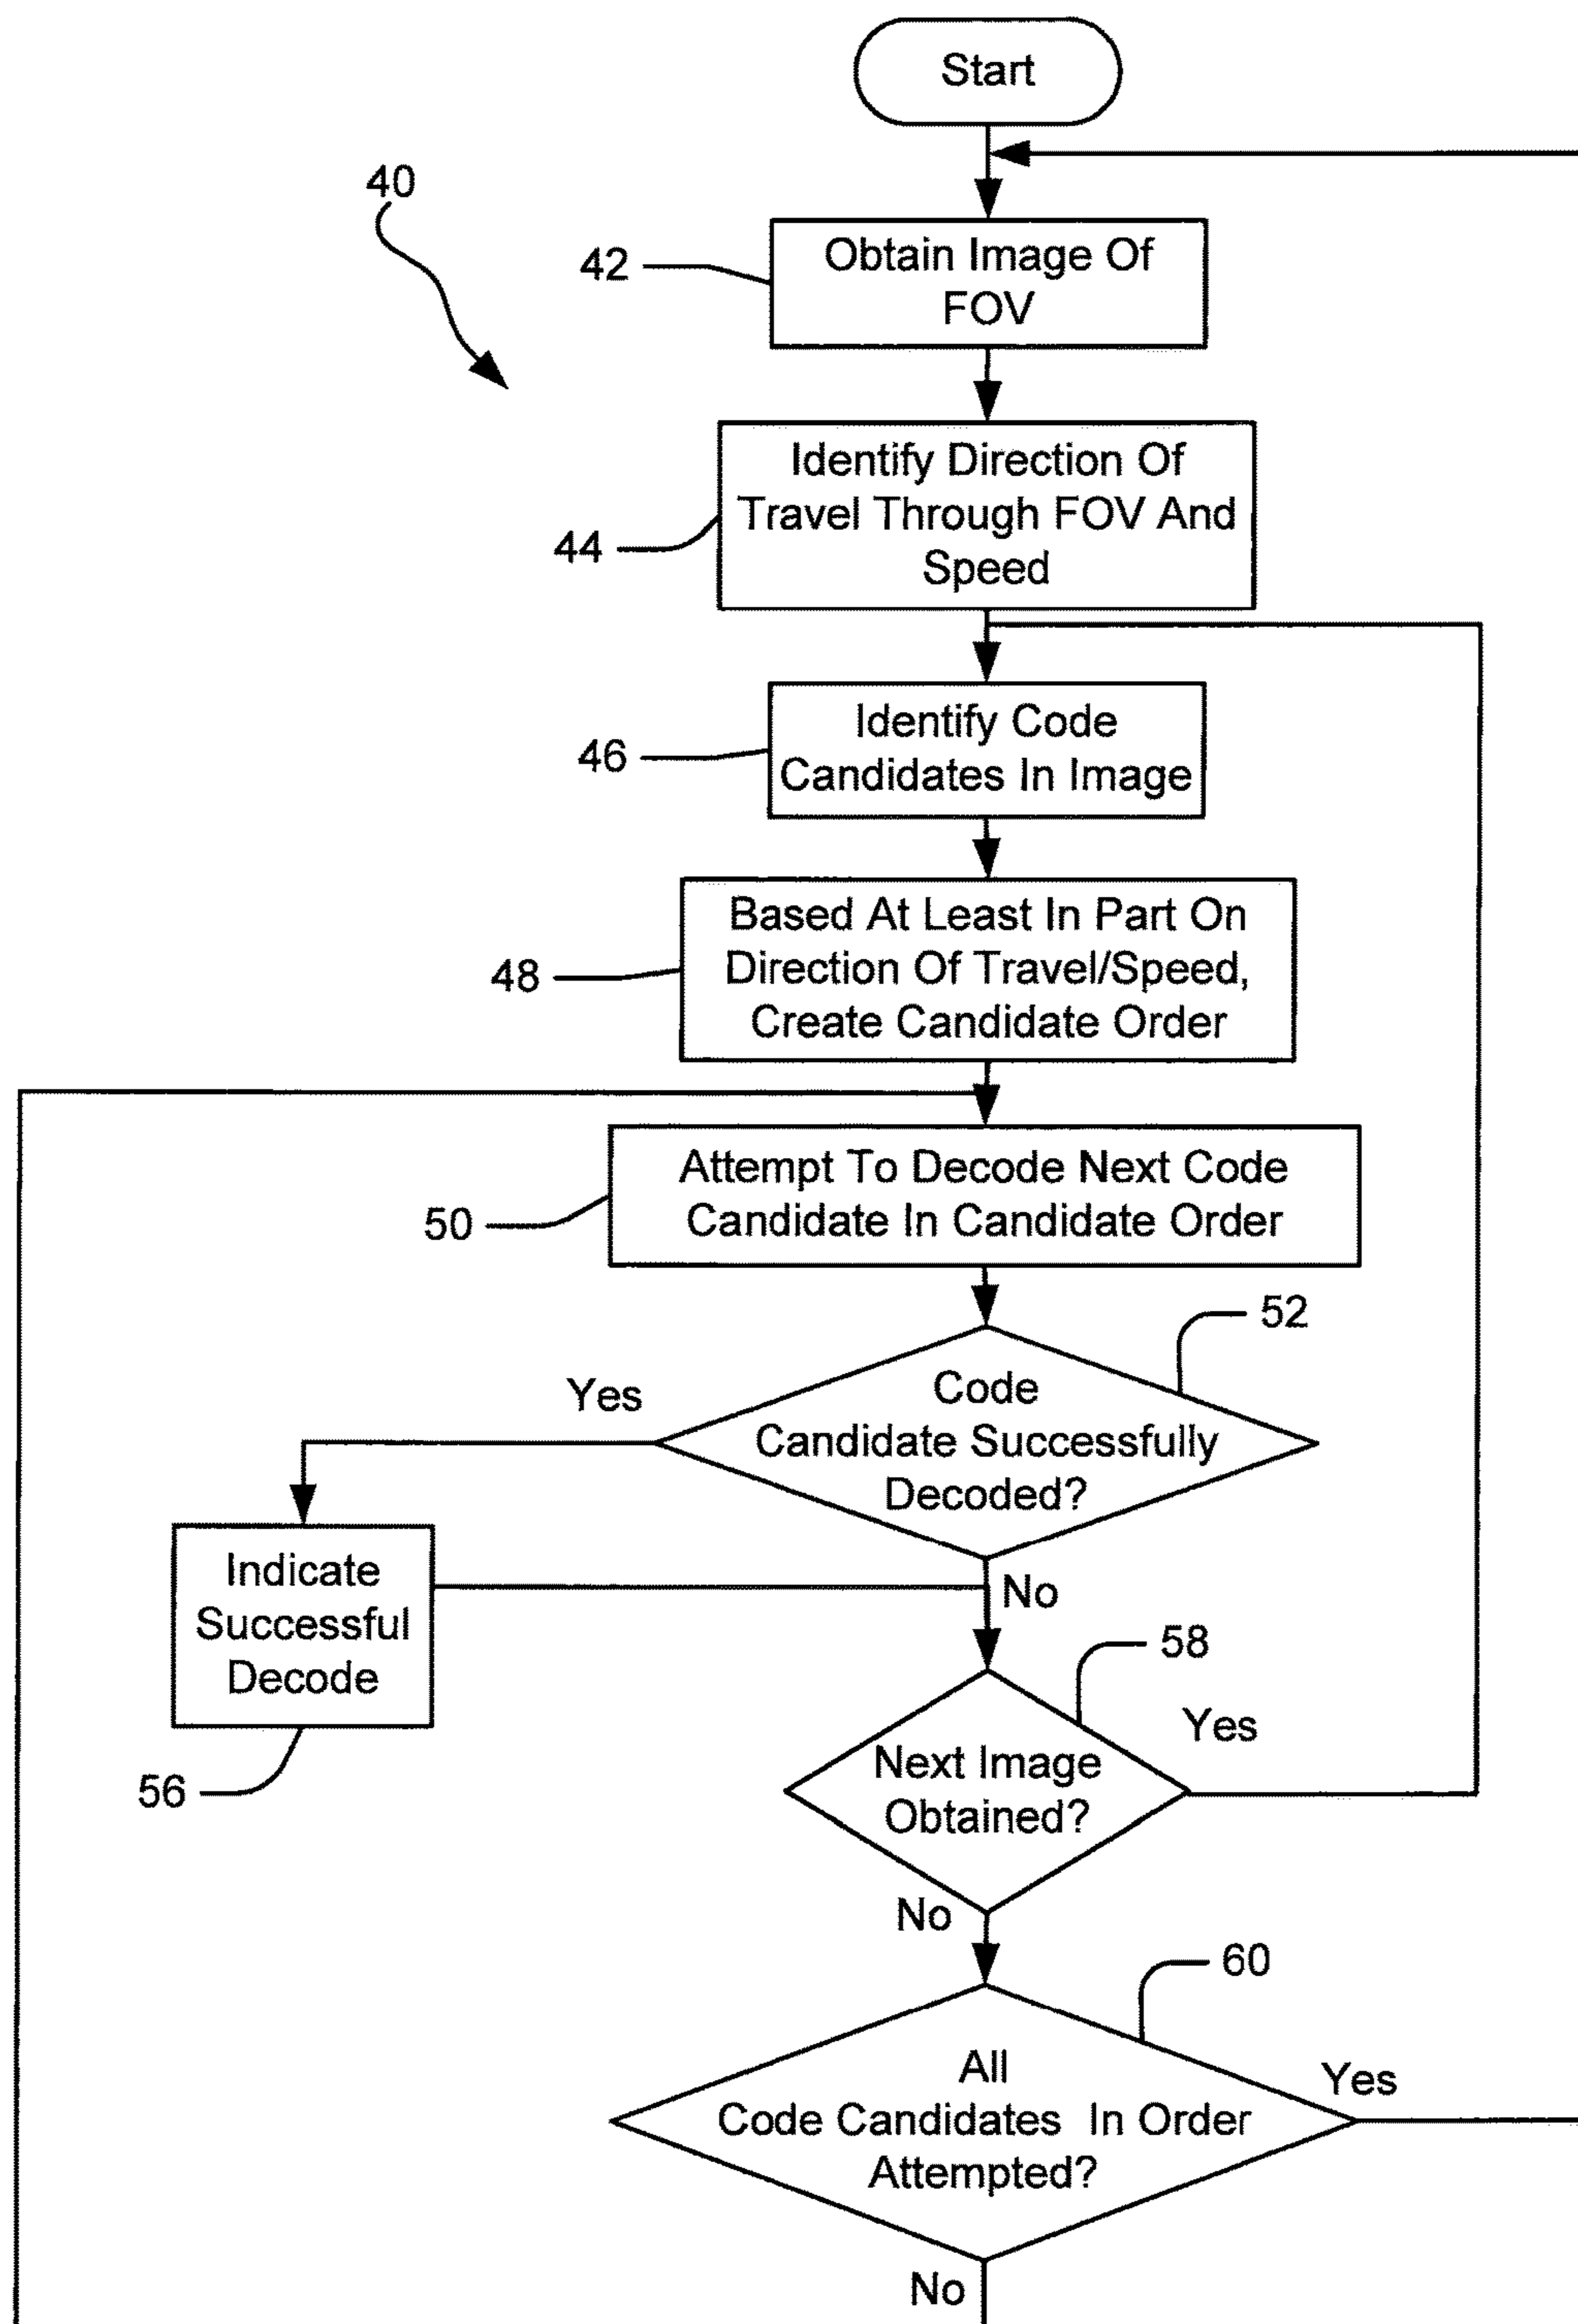 Start
40
42
Obtain Image Of
FOV
Identify Direction Of
Travel Through FOV And
Speed
44
Identify Code
Candidates In Image
46
Based At Least In Part On
Direction Of Travel/Speed,
Create Candidate Order
48
Attempt To Decode Next Code
Candidate In Candidate Order
50
52
Yes
Code
Candidate Successfully
Decoded?
Indicate
Successful
Decode
56
No
58
Yes
Next Image
Obtained?
No
60
All
Code Candidates In Order
Attempted?
Yes
No